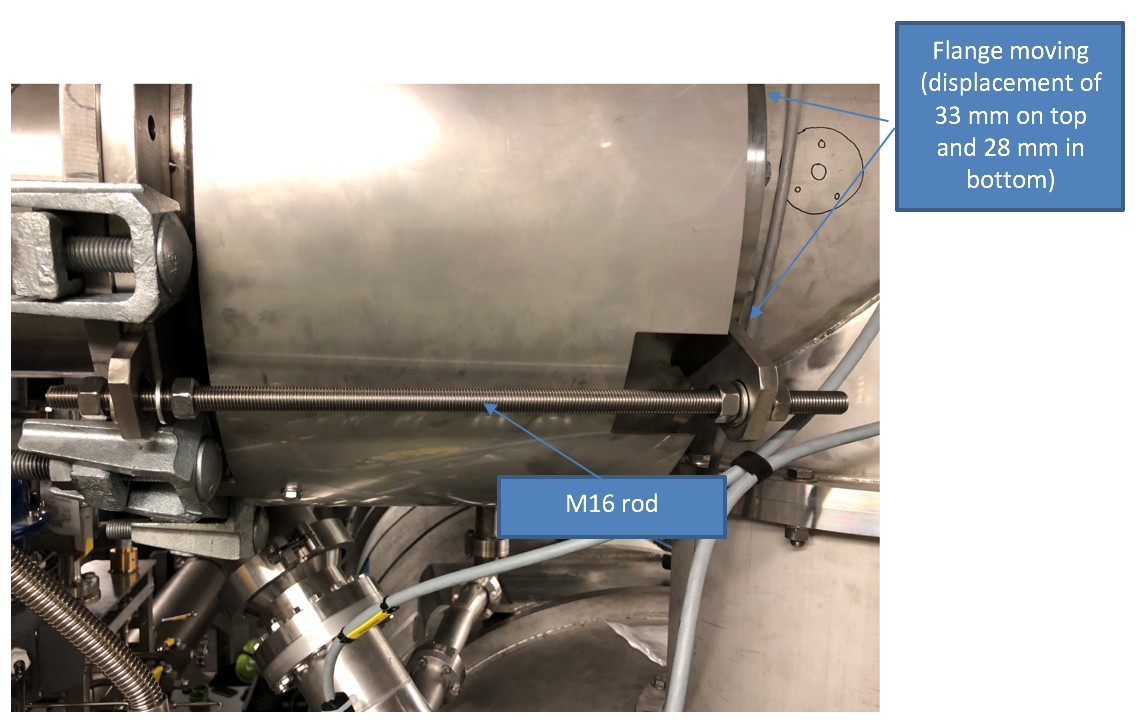 Flange moving
(displacement of
33 mm on top
and 28 mm in
bottom)
M16 rod